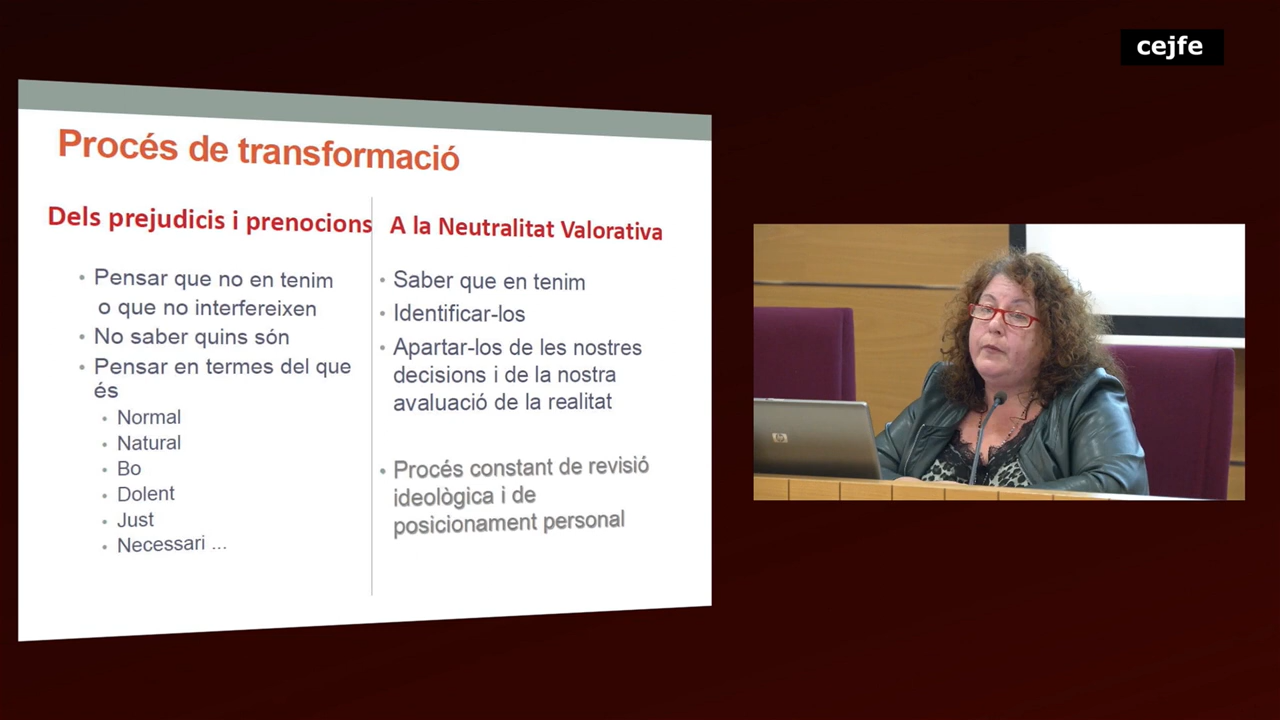 cejfe
Procés de transformació
Dels prejudicis i prenocions
• Pensar que no en tenim
o que no interfereixen
• No saber quins són
• Pensar en termes del que
és
• Normal
• Natural
• Bo
• Dolent
• Just
• Necessari ...
A la Neutralitat Valorativa
• Saber que en tenim
• Identificar-los
• Apartar-los de les nostres
decisions i de la nostra
avaluació de la realitat
• Procés constant de revisió
ideològica i de
posicionament personal
hp